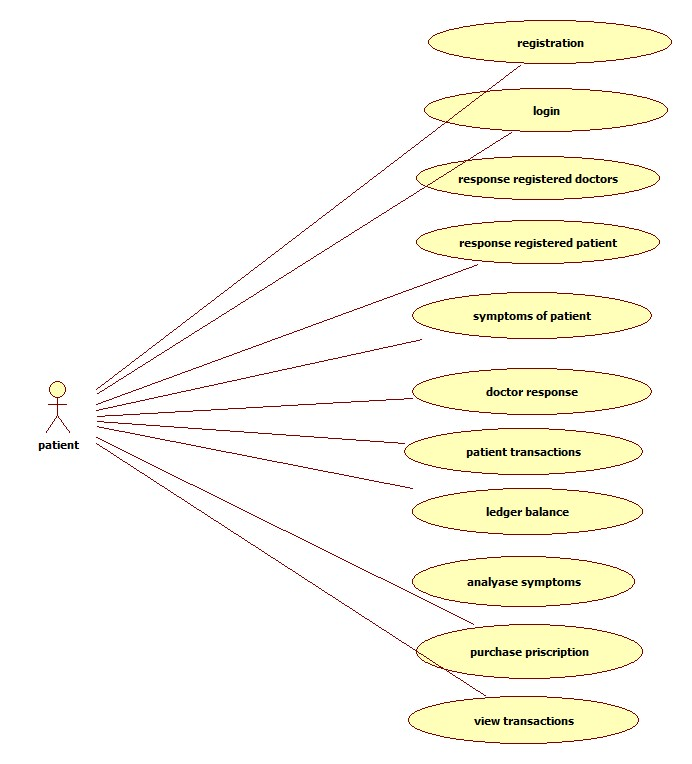 registration
login
response registered doctors
response registered patient
symptoms of patient
doctor response
patient
patient transactions
ledger balance
analyase symptoms
purchase priscription
view transactions